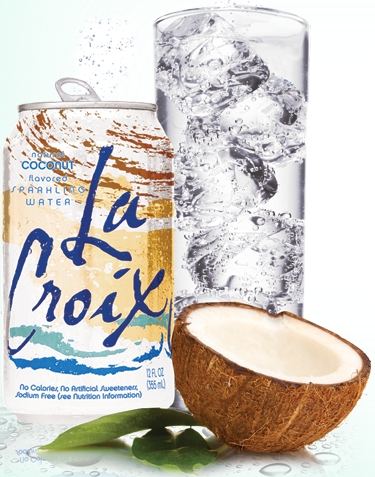 natural
COCONUT
flavored
SPARKLING
WATER
La
Croix
12 FL OZ
(355 mL)
No Calories, No Artificial Sweeteners,
Sodium Free (see Nutrition Information)